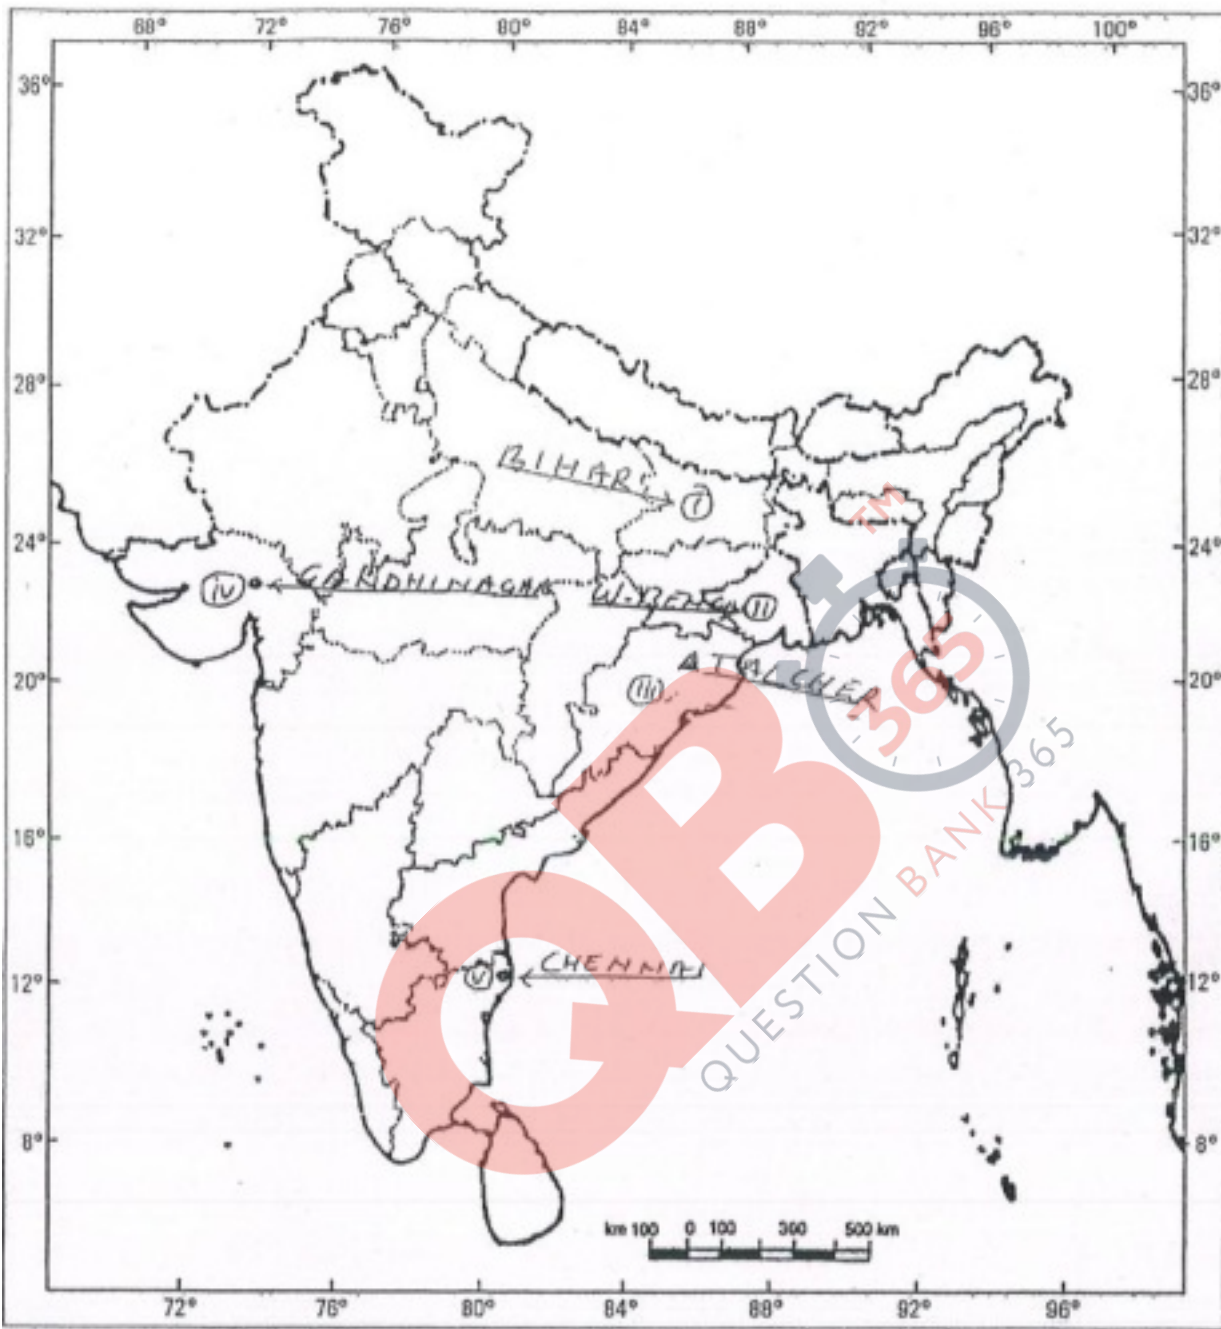 68° 72° 76° 80° 84° 88° 92° 96° 100°
36° 36°
32° 32°
28° 28°
BIHAR
i
TM
24° 24°
iv GANDHINAGAR
W. BENGAL ii
20° 20°
iii
A TALCHER
365
16° 16°
QB
QUESTION BANK 365
12° 12°
v CHENNAI
8° 8°
km 100 0 100 300 500 km
72° 76° 80° 84° 88° 92° 96°